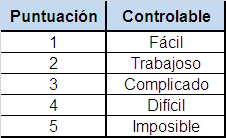 Puntuación Controlable
1 Fácil
2 Trabajoso
3 Complicado
4 Difícil
5 Imposible